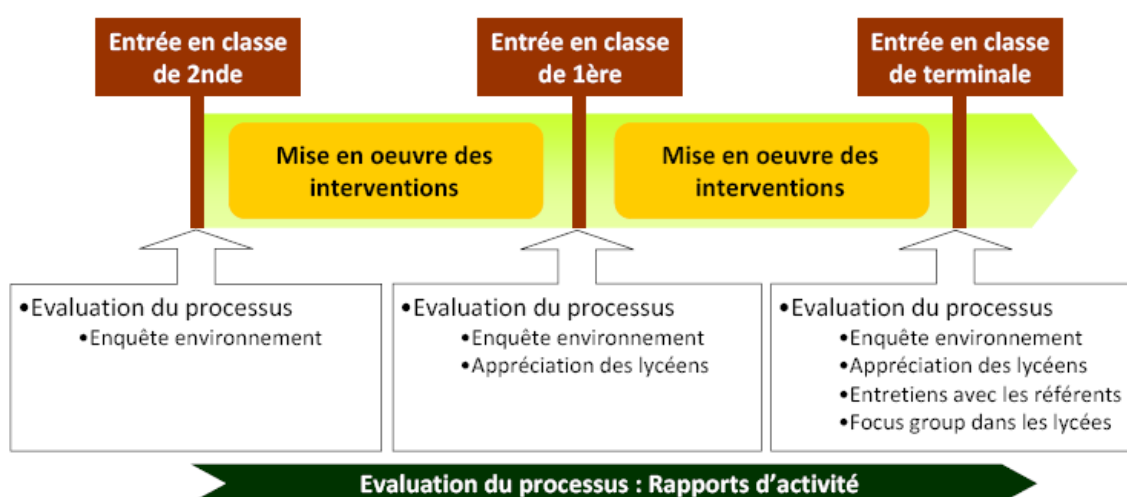 Entrée en classe
de 2nde
Entrée en classe
de 1ère
Entrée en classe
de terminale
Mise en oeuvre des
interventions
Mise en oeuvre des
interventions
•Evaluation du processus
•Enquête environnement
•Evaluation du processus
•Enquête environnement
•Appréciation des lycéens
•Evaluation du processus
•Enquête environnement
•Appréciation des lycéens
•Entretiens avec les référents
•Focus group dans les lycées
Evaluation du processus : Rapports d’activité